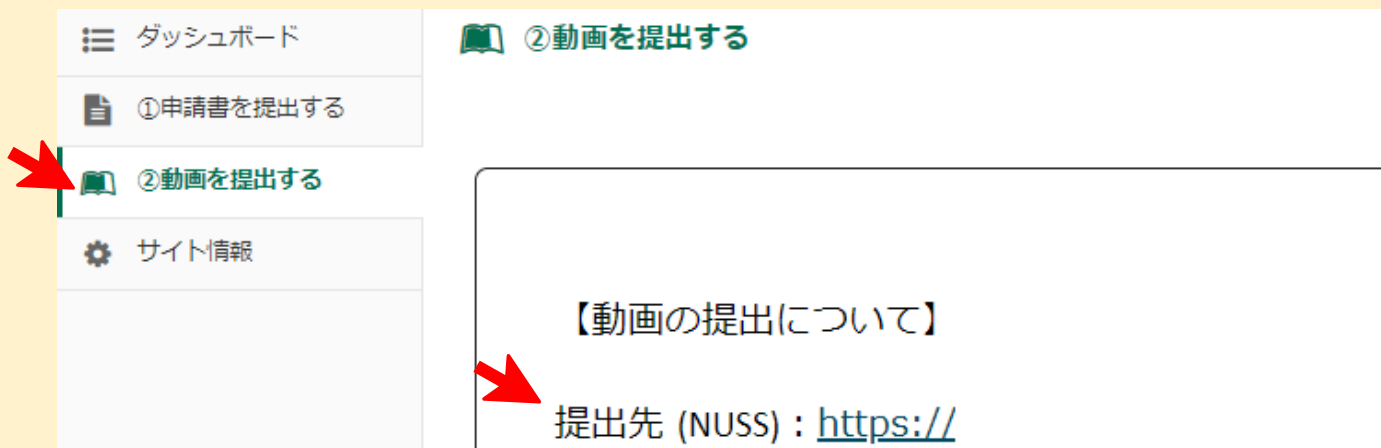 ダッシュボード
①申請書を提出する
②動画を提出する
サイト情報
②動画を提出する
【動画の提出について】
提出先 (NUSS)：https://